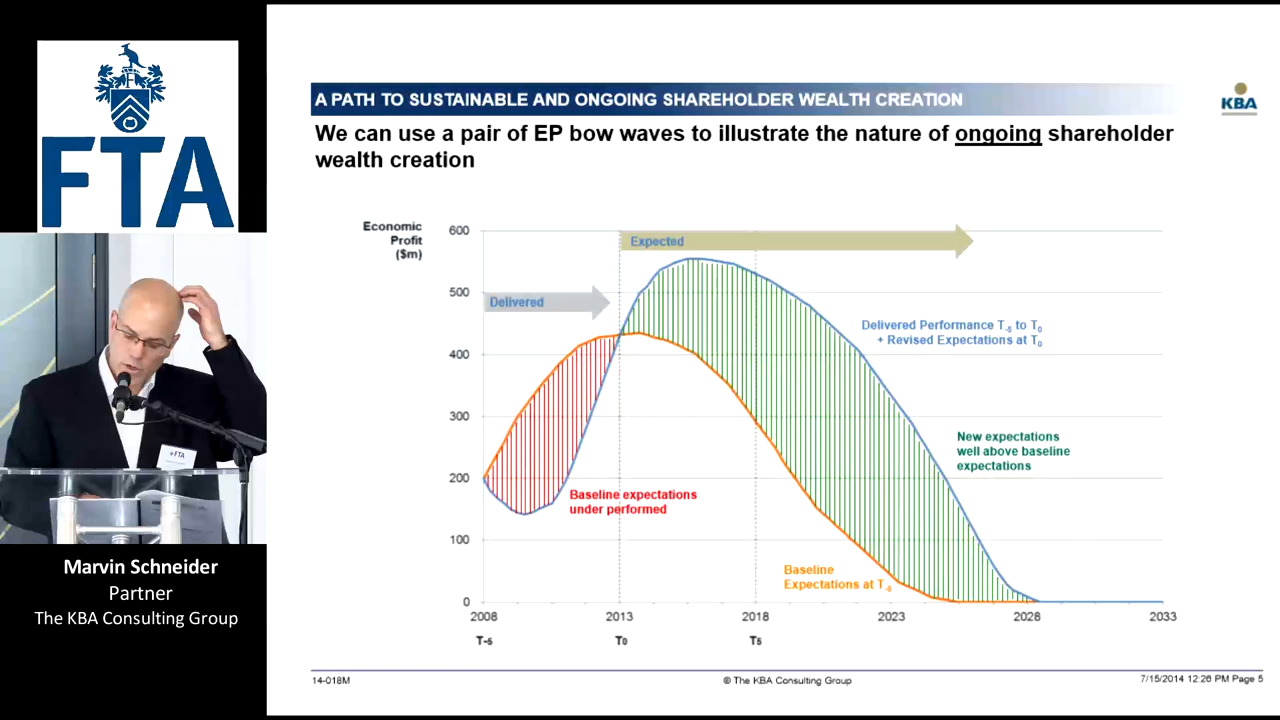 FTA
FTA
Marvin Schneider
Partner
The KBA Consulting Group
A PATH TO SUSTAINABLE AND ONGOING SHAREHOLDER WEALTH CREATION
KBA
We can use a pair of EP bow waves to illustrate the nature of ongoing shareholder
wealth creation
Economic
Profit
($m)
600
500
400
300
200
100
0
Expected
Delivered
Delivered Performance T-5 to T0
+ Revised Expectations at T0
New expectations
well above baseline
expectations
Baseline expectations
under performed
Baseline
Expectations at T-5
2008
2013
2018
2023
2028
2033
T-5
T0
T5
14-018M
© The KBA Consulting Group
7/15/2014 12:26 PM Page 5